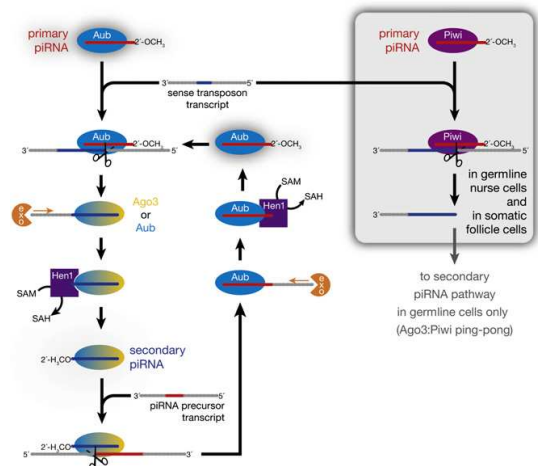 primary
piRNA
Aub
2´-OCH3
primary
piRNA
Piwi
2´-OCH3
3´
5´
sense transposon
transcript
Aub
2´-OCH3
3´
5´
Aub
2´-OCH3
Piwi
2´-OCH3
3´
5´
exo
Ago3
or
Aub
SAM
SAH
Aub
Hen1
in germline
nurse cells
and
in somatic
follicle cells
3´
Hen1
SAM
SAH
Aub
exo
to secondary
piRNA pathway
in germline cells only
(Ago3:Piwi ping-pong)
2´-H3CO
secondary
piRNA
3´
5´
piRNA precursor
transcript
2´-H3CO
5´
3´